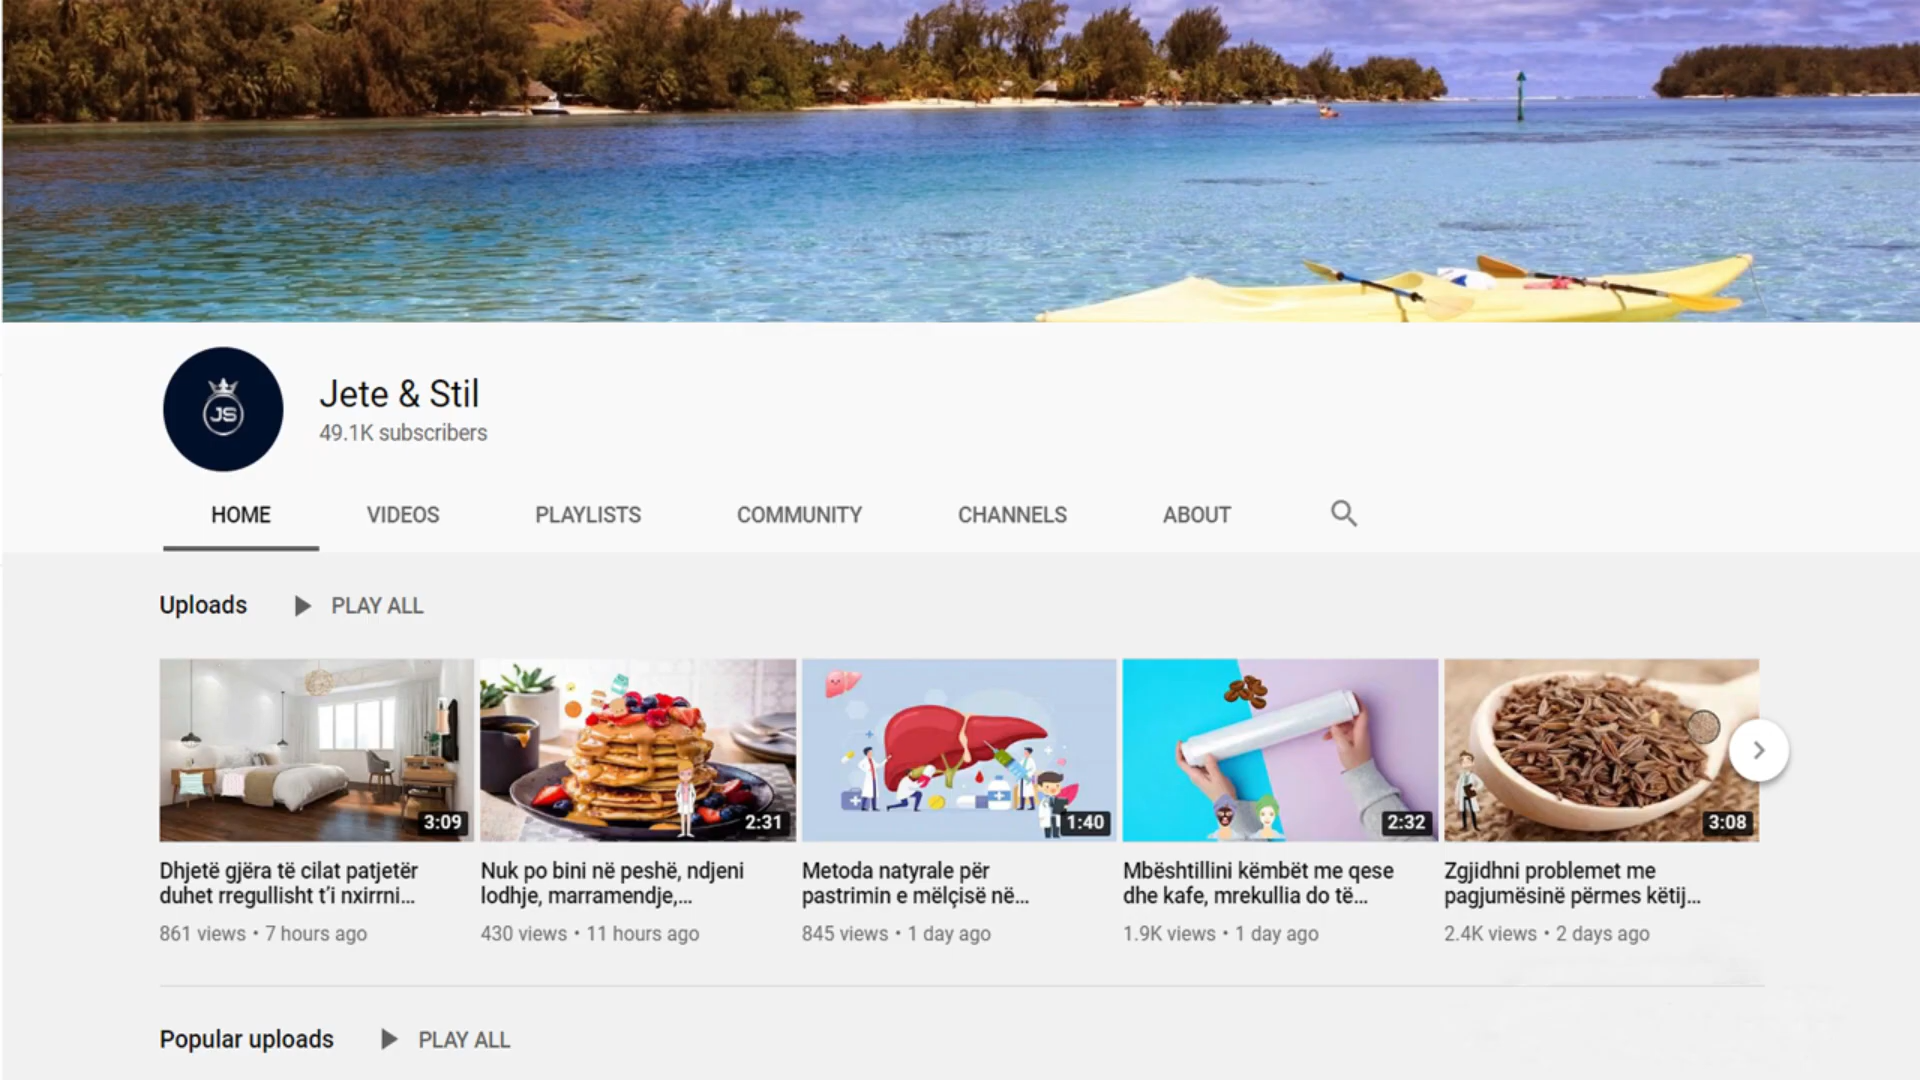 JS
Jete & Stil
49.1K subscribers
HOME VIDEOS PLAYLISTS COMMUNITY CHANNELS ABOUT
Uploads PLAY ALL
3:09 2:31 1:40 2:32 3:08
Dhjetë gjëra të cilat patjetër
duhet rregullisht t’i nxirrni...
861 views • 7 hours ago
Nuk po bini në peshë, ndjeni
lodhje, marramendje,...
430 views • 11 hours ago
Metoda natyrale për
pastrimin e mëlçisë në...
845 views • 1 day ago
Mbështillini këmbët me qese
dhe kafe, mrekullia do të...
1.9K views • 1 day ago
Zgjidhni problemet me
pagjumësinë përmes këtij...
2.4K views • 2 days ago
Popular uploads PLAY ALL